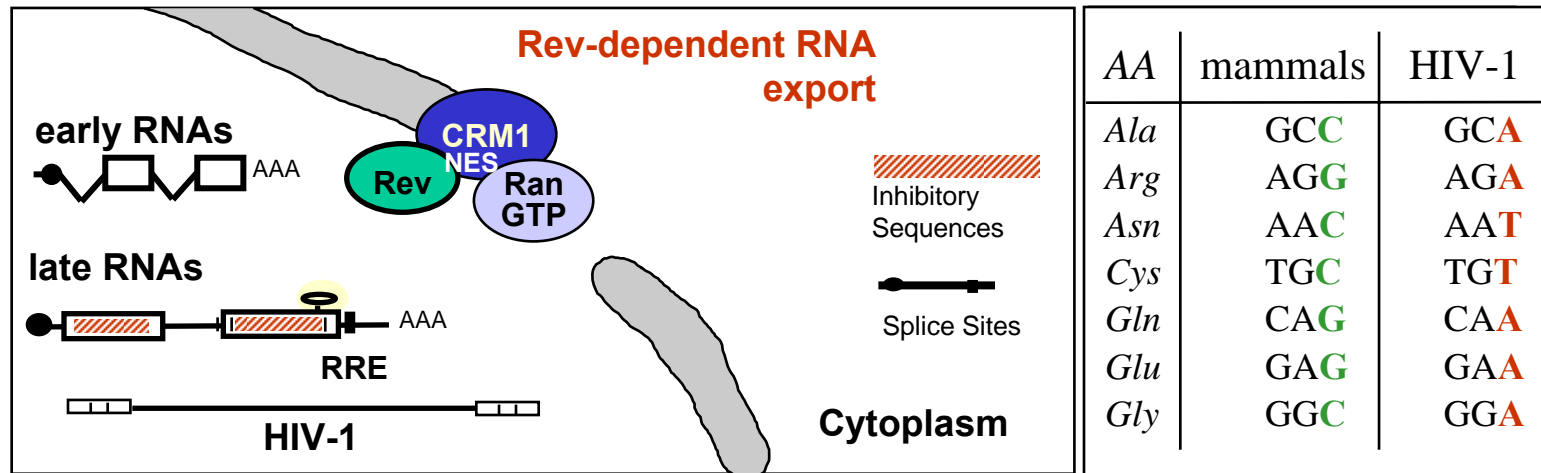 Rev-dependent RNA
export
early RNAs
AAA
CRM1
NES
Rev
Ran
GTP
Inhibitory
Sequences
late RNAs
AAA
RRE
Splice Sites
HIV-1
Cytoplasm
AA mammals HIV-1
Ala GCC GCA
Arg AGG AGA
Asn AAC AAT
Cys TGC TGT
Gln CAG CAA
Glu GAG GAA
Gly GGC GGA